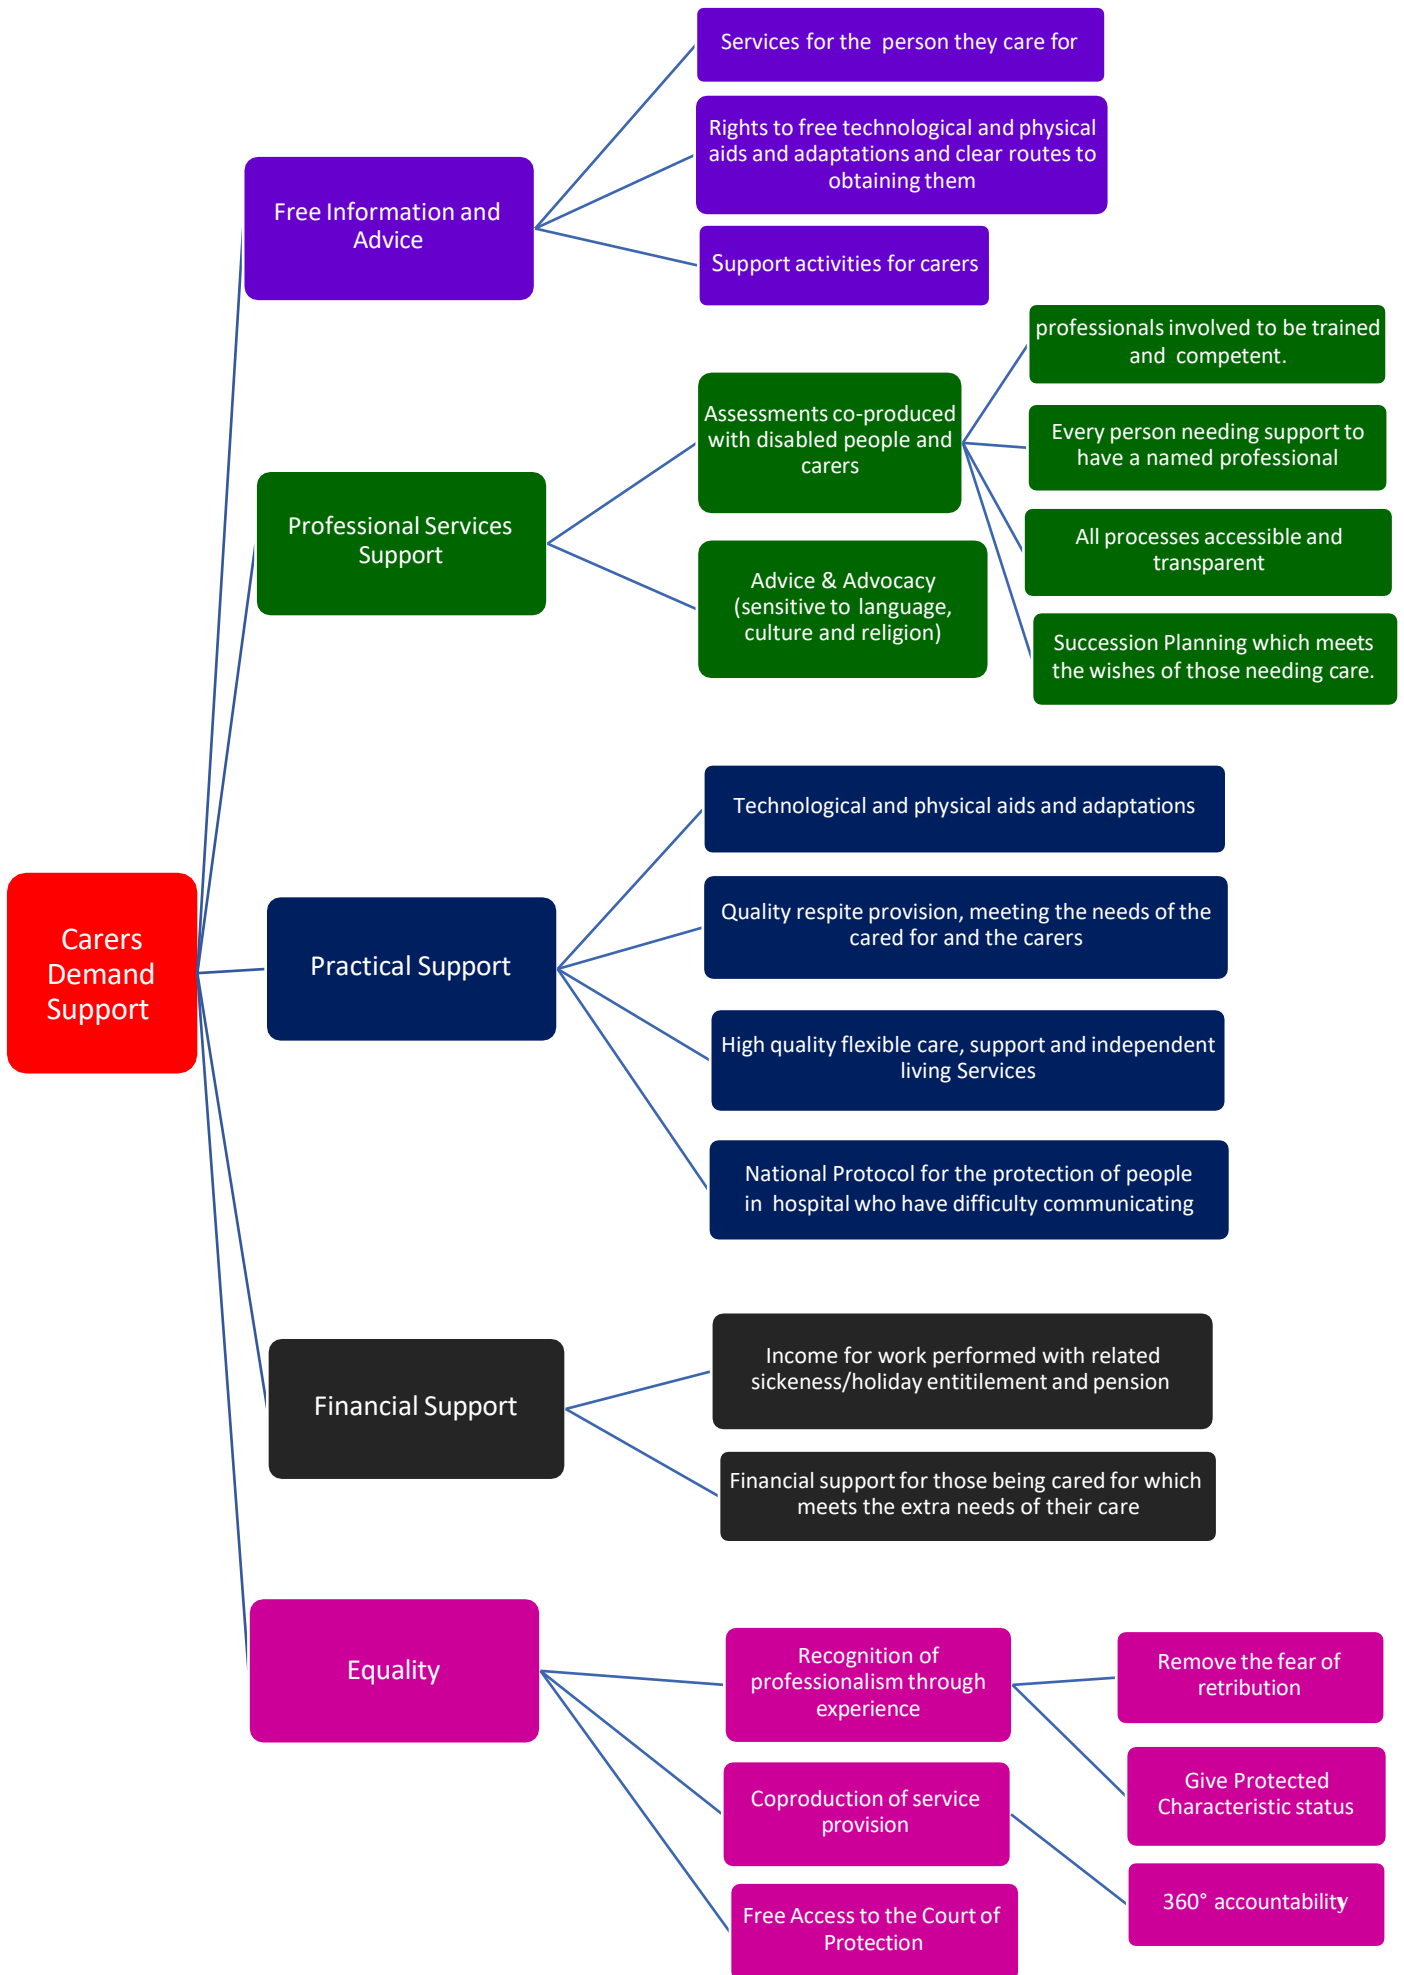 Carers
Demand
Support
Free Information and
Advice
Services for the person they care for
Rights to free technological and physical
aids and adaptations and clear routes to
obtaining them
Support activities for carers
Professional Services
Support
Assessments co-produced
with disabled people and
carers
professionals involved to be trained
and competent.
Every person needing support to
have a named professional
All processes accessible and
transparent
Succession Planning which meets
the wishes of those needing care.
Advice & Advocacy
(sensitive to language,
culture and religion)
Practical Support
Technological and physical aids and adaptations
Quality respite provision, meeting the needs of the
cared for and the carers
High quality flexible care, support and independent
living Services
National Protocol for the protection of people
in hospital who have difficulty communicating
Financial Support
Income for work performed with related
sickeness/holiday entitilement and pension
Financial support for those being cared for which
meets the extra needs of their care
Equality
Recognition of
professionalism through
experience
Remove the fear of
retribution
Give Protected
Characteristic status
Coproduction of service
provision
360° accountability
Free Access to the Court of
Protection